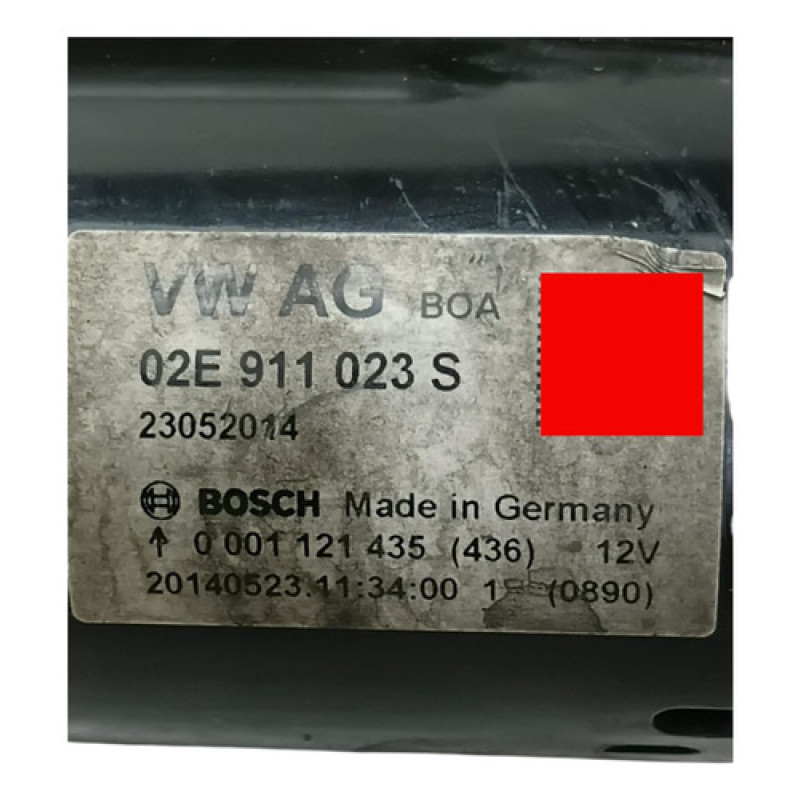 VW AG BOA
02E 911 023 S
23052014
BOSCH Made in Germany
↑ 0 001 121 435 (436) 12V
20140523.11:34:00 1 (0890)